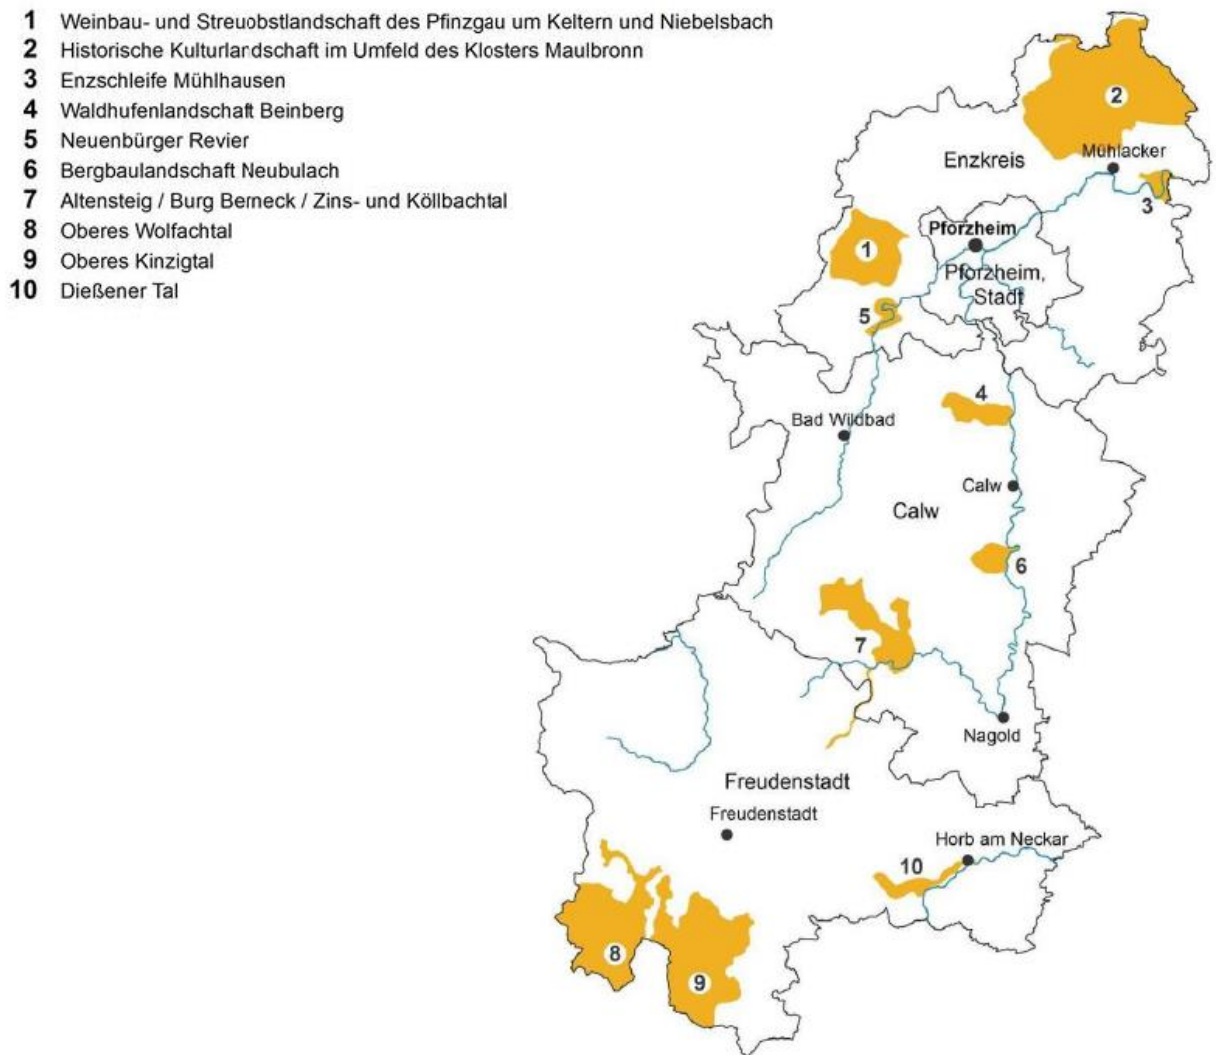 1 Weinbau- und Streuobstlandschaft des Pfinzgau um Keltern und Niebelsbach
2 Historische Kulturlandschaft im Umfeld des Klosters Maulbronn
3 Enzschleife Mühlhausen
4 Waldhufenlandschaft Beinberg
5 Neuenbürger Revier
6 Bergbaulandschaft Neubulach
7 Altensteig / Burg Berneck / Zins- und Köllbachtal
8 Oberes Wolfachtal
9 Oberes Kinzigtal
10 Dießener Tal
2
Mühlacker
Enzkreis
3
Pforzheim
1
Pforzheim,
Stadt
5
4
Bad Wildbad
Calw
Calw
6
7
Nagold
Freudenstadt
Freudenstadt
Horb am Neckar
10
8
9